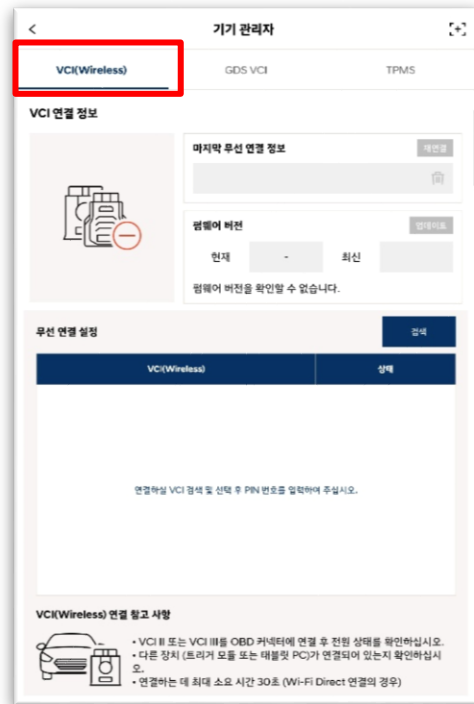 기기 관리자
VCI(Wireless) GDS VCI TPMS
VCI 연결 정보
마지막 무선 연결 정보 재연결
펌웨어 버전 업데이트
현재 - 최신
펌웨어 버전을 확인할 수 없습니다.
무선 연결 설정 검색
VCI(Wireless) 상태
연결하실 VCI 검색 및 선택 후 PIN 번호를 입력하여 주십시오.
VCI(Wireless) 연결 참고 사항
• VCI II 또는 VCI III를 OBD 커넥터에 연결 후 전원 상태를 확인하십시오.
• 다른 장치 (트리거 모듈 또는 태블릿 PC)가 연결되어 있는지 확인하십시
오.
• 연결하는 데 최대 소요 시간 30초 (Wi-Fi Direct 연결의 경우)